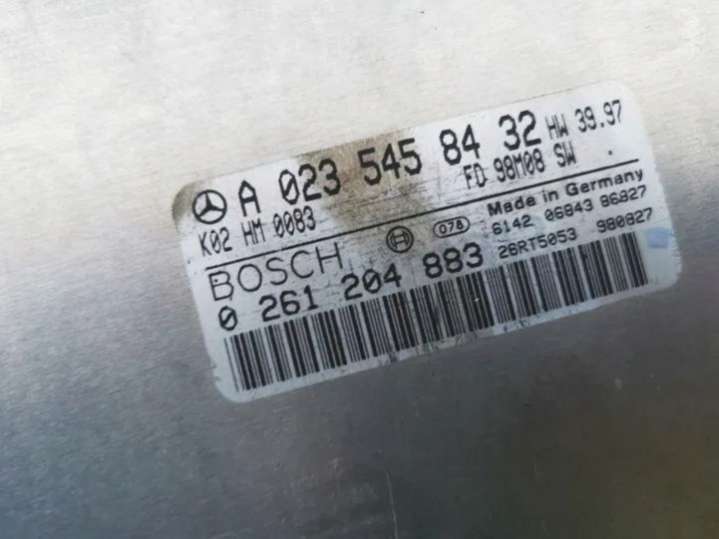 A 023 545 84 32 HW 39.97
K02 HM 0083 FD 98M08 SW .
BOSCH 078 Made in Germany
6142 06843 96827
0 261 204 883 26RT5053 980827